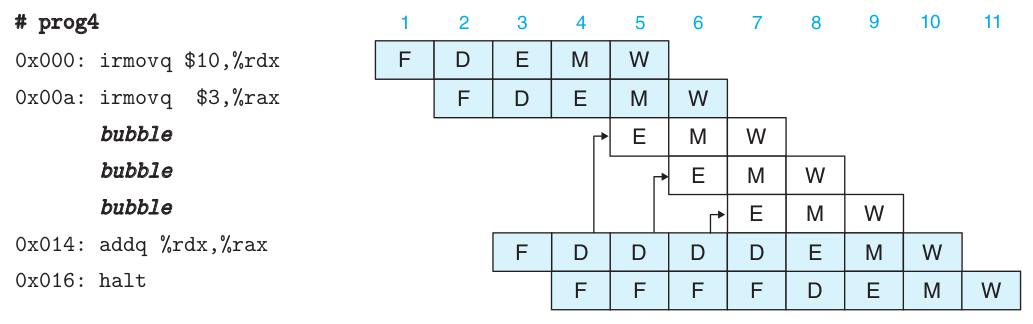 # prog4 1 2 3 4 5 6 7 8 9 10 11
0x000: irmovq $10,%rdx F D E M W
0x00a: irmovq $3,%rax F D E M W
bubble E M W
bubble E M W
bubble E M W
0x014: addq %rdx,%rax F D D D D E M W
0x016: halt F F F F D E M W